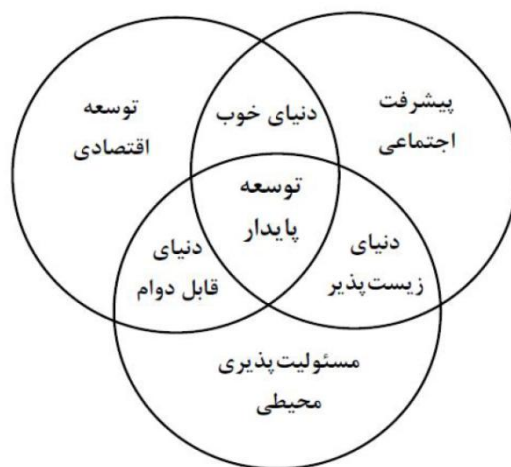 پیشرفت
اجتماعی
دنیای خوب
توسعه
اقتصادی
توسعه
پایدار
دنیای
زیست‌پذیر
دنیای
قابل دوام
مسئولیت‌پذیری
محیطی